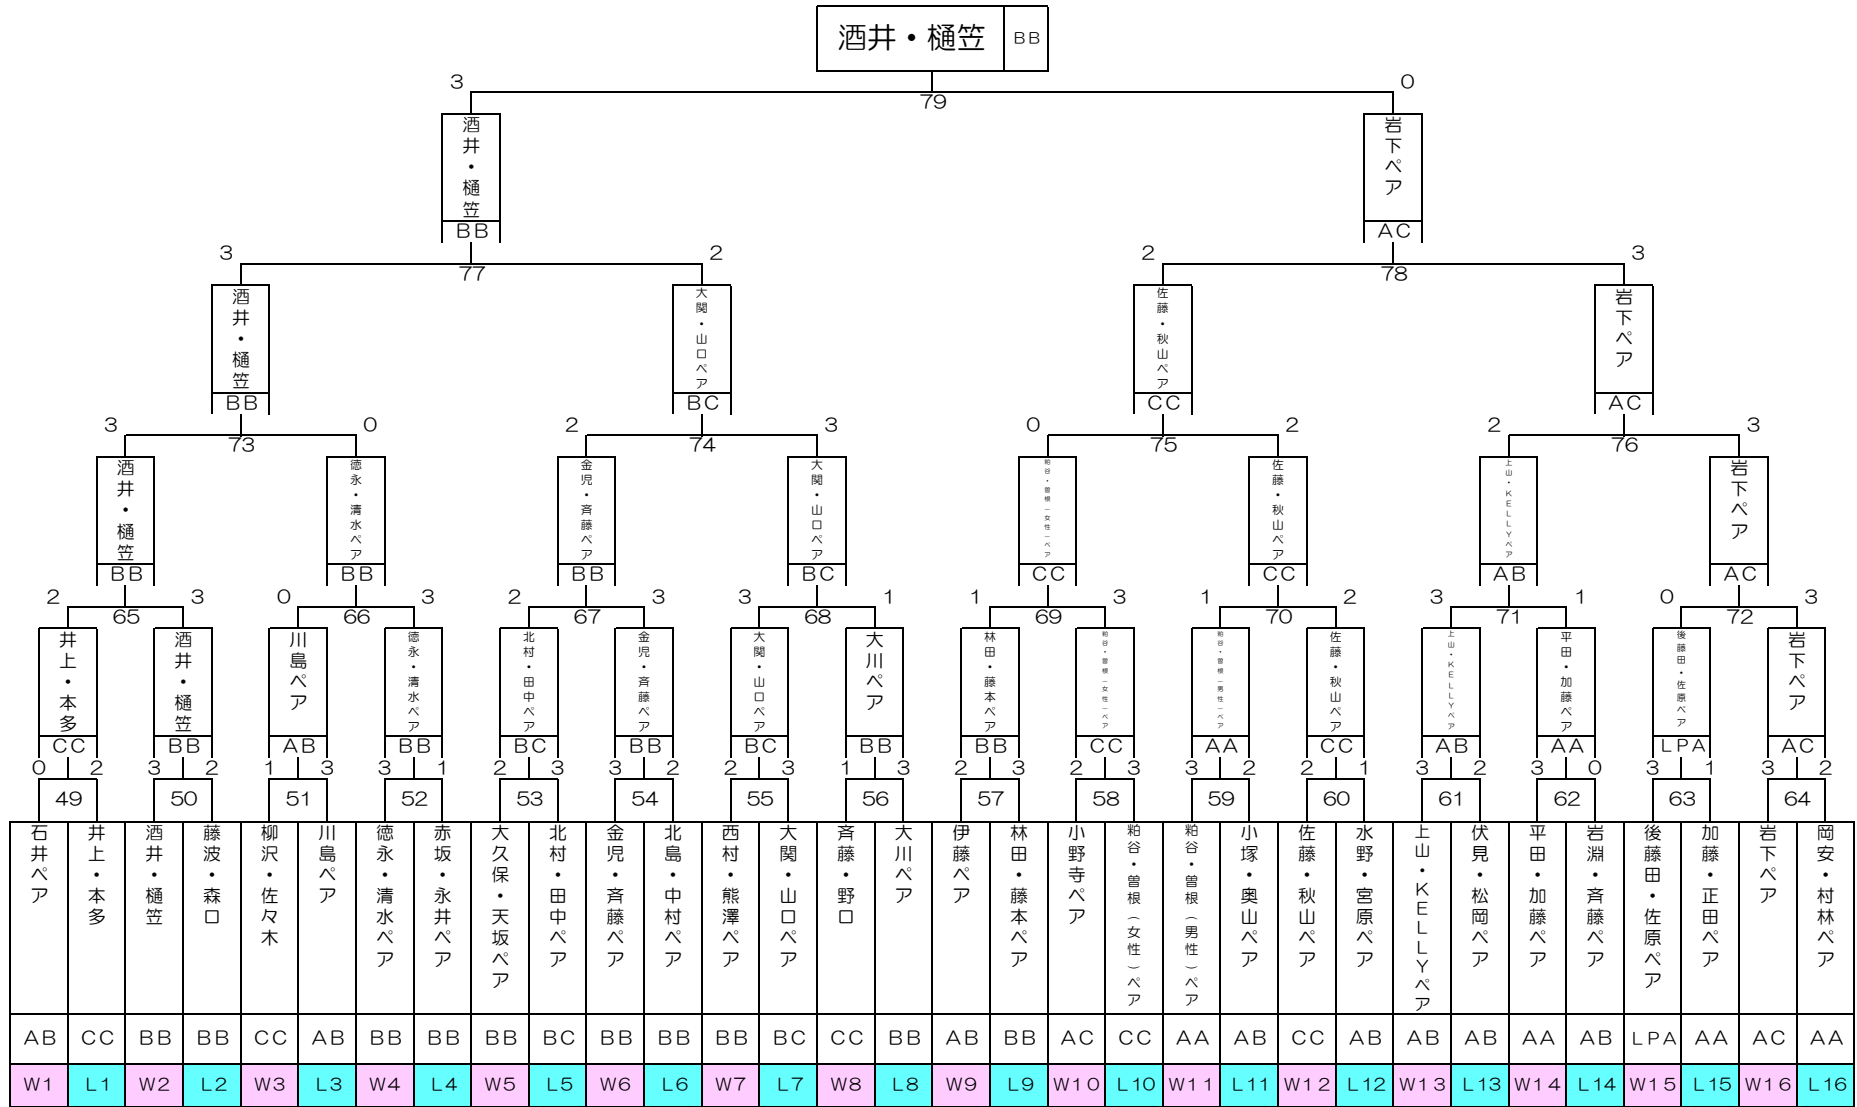 酒井・樋笠 BB
3 0
79
酒井・樋笠 岩下ペア
BB AC
3 2 2 3
77 78
酒井・樋笠 大関・山口ペア 佐藤・秋山ペア 岩下ペア
BB BC CC AC
3 0 2 3 0 2 2 3
73 74 75 76
酒井・樋笠 徳永・清水ペア 金児・斉藤ペア 大関・山口ペア 粕谷・曽根（女性）ペア 佐藤・秋山ペア 上山・KELLYペア 岩下ペア
BB BB BB BC CC CC AB AC
2 3 0 3 2 3 3 1 1 3 1 2 3 1 0 3
65 66 67 68 69 70 71 72
井上・本多 酒井・樋笠 川島ペア 徳永・清水ペア 北村・田中ペア 金児・斉藤ペア 大関・山口ペア 大川ペア 林田・藤本ペア 粕谷・曽根（女性）ペア 粕谷・曽根（男性）ペア 佐藤・秋山ペア 上山・KELLYペア 平田・加藤ペア 後藤田・佐原ペア 岩下ペア
CC BB AB BB BC BB BC BB BB CC AA CC AB AA LPA AC
0 2 3 2 1 3 3 1 2 3 3 2 2 3 1 3 2 3 2 3 3 2 2 1 3 2 3 0 3 1 3 2
49 50 51 52 53 54 55 56 57 58 59 60 61 62 63 64
石井ペア 井上・本多 酒井・樋笠 藤波・森口 柳沢・佐々木 川島ペア 徳永・清水ペア 赤坂・永井ペア 大久保・天坂ペア 北村・田中ペア 金児・斉藤ペア 北島・中村ペア 西村・熊澤ペア 大関・山口ペア 斉藤・野口 大川ペア 伊藤ペア 林田・藤本ペア 小野寺ペア 粕谷・曽根（女性）ペア 粕谷・曽根（男性）ペア 小塚・奥山ペア 佐藤・秋山ペア 水野・宮原ペア 上山・KELLYペア 伏見・松岡ペア 平田・加藤ペア 岩淵・斉藤ペア 後藤田・佐原ペア 加藤・正田ペア 岩下ペア 岡安・村林ペア
AB CC BB BB CC AB BB BB BB BC BB BB BB BC CC BB AB BB AC CC AA AB CC AB AB AB AA AB LPA AA AC AA
W1 L1 W2 L2 W3 L3 W4 L4 W5 L5 W6 L6 W7 L7 W8 L8 W9 L9 W10 L10 W11 L11 W12 L12 W13 L13 W14 L14 W15 L15 W16 L16